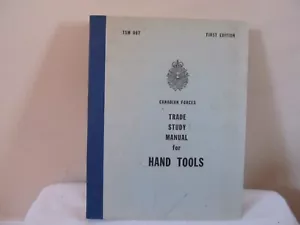 TSM 007 FIRST EDITION
CANADIAN FORCES
TRADE
STUDY
MANUAL
for
HAND TOOLS